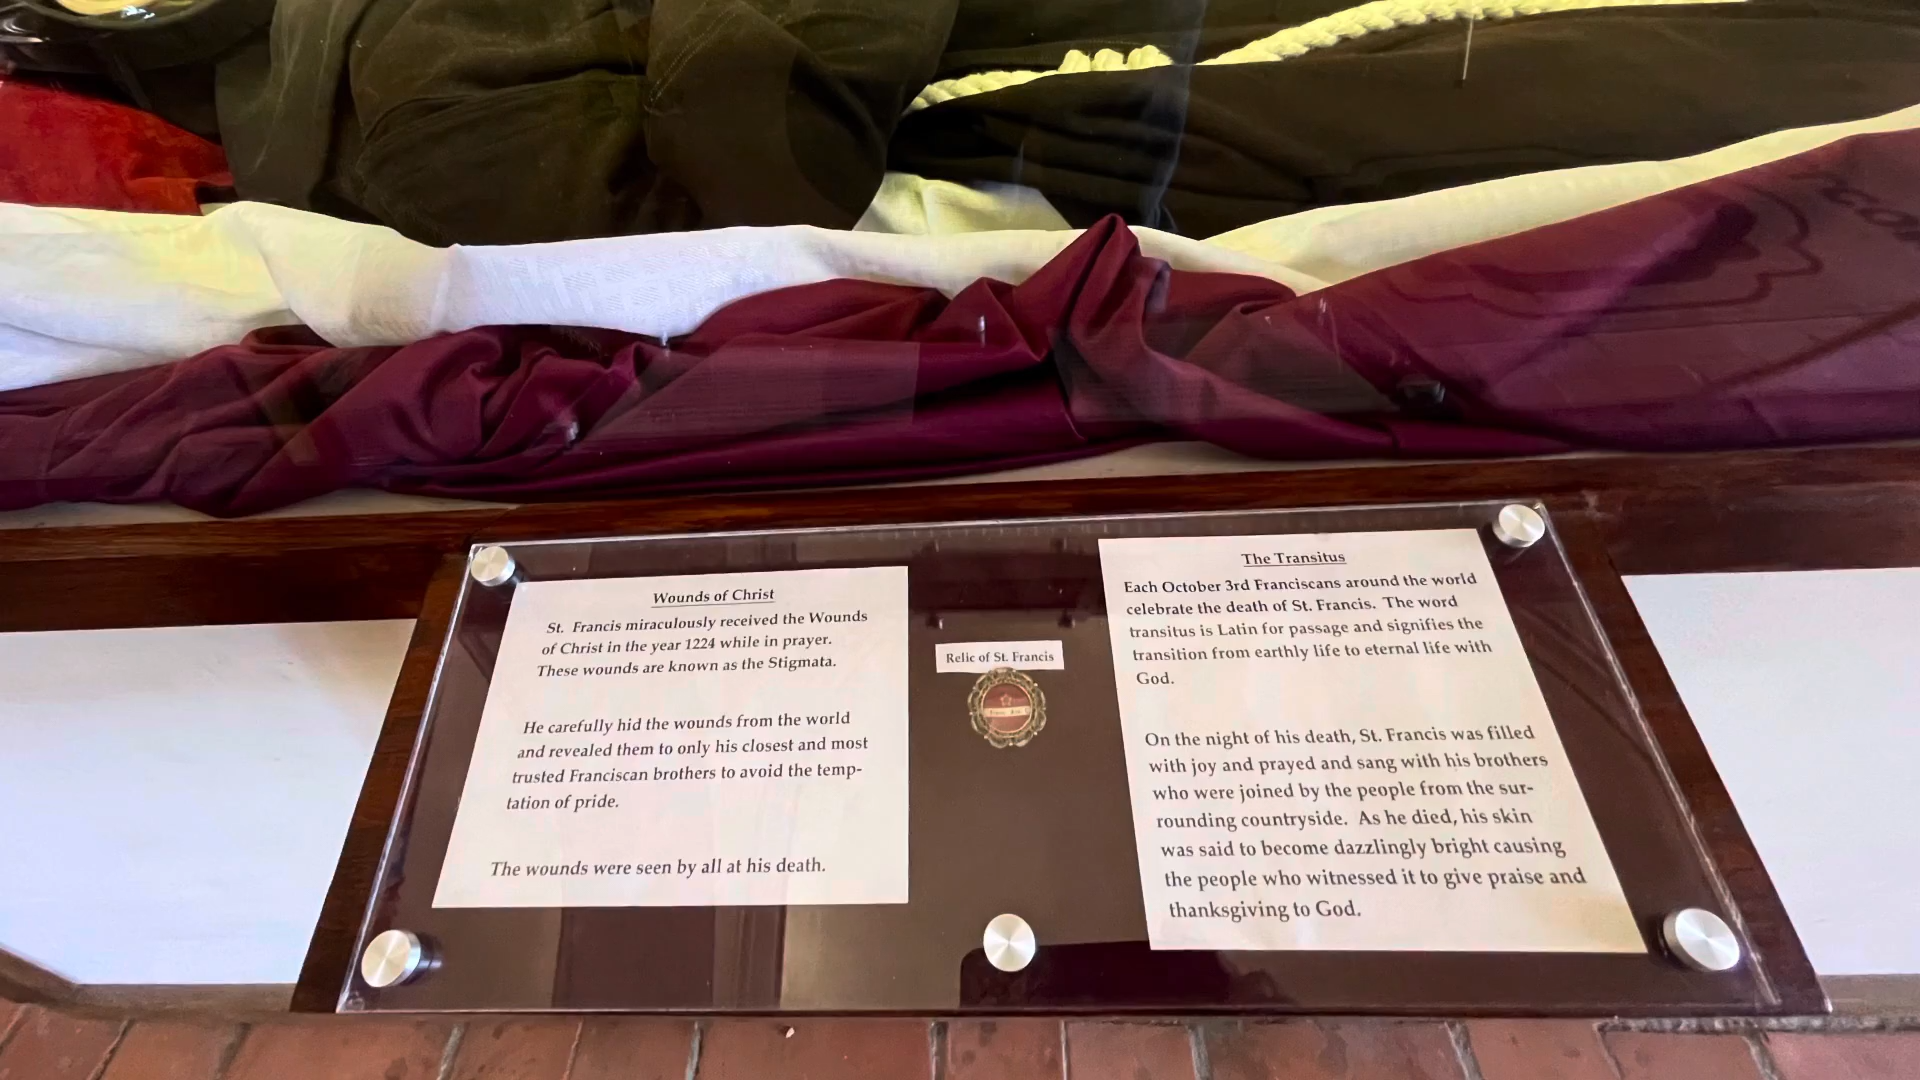 Wounds of Christ
St. Francis miraculously received the Wounds
of Christ in the year 1224 while in prayer.
These wounds are known as the Stigmata.
He carefully hid the wounds from the world
and revealed them to only his closest and most
trusted Franciscan brothers to avoid the temp-
tation of pride.
The wounds were seen by all at his death.
Relic of St. Francis
The Transitus
Each October 3rd Franciscans around the world
celebrate the death of St. Francis. The word
transitus is Latin for passage and signifies the
transition from earthly life to eternal life with
God.
On the night of his death, St. Francis was filled
with joy and prayed and sang with his brothers
who were joined by the people from the sur-
rounding countryside. As he died, his skin
was said to become dazzlingly bright causing
the people who witnessed it to give praise and
thanksgiving to God.